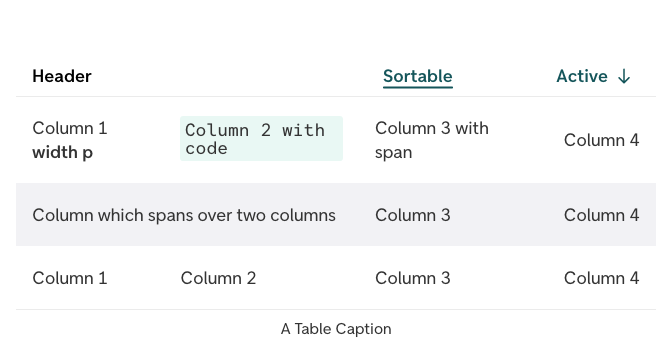 Header Sortable Active ↓
Column 1 Column 2 with Column 3 with Column 4
width p code span
Column which spans over two columns Column 3 Column 4
Column 1 Column 2 Column 3 Column 4
A Table Caption